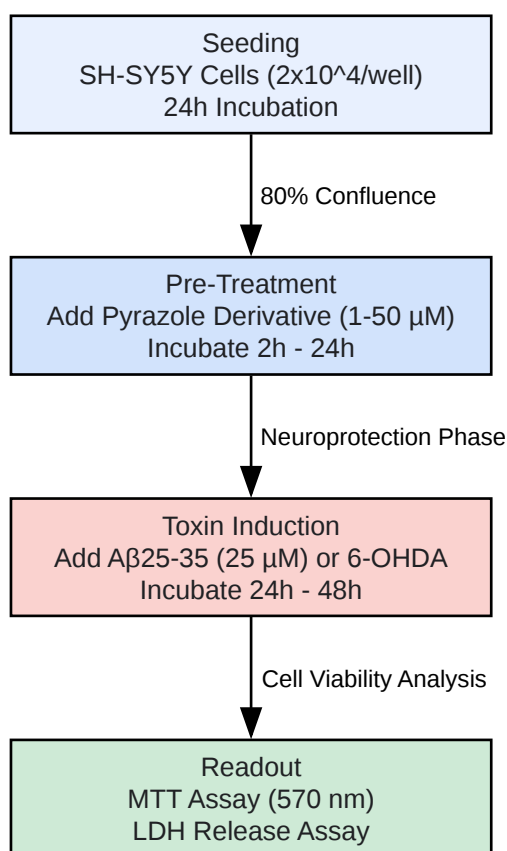 Seeding
SH-SY5Y Cells (2x10^4/well)
24h Incubation
80% Confluence
Pre-Treatment
Add Pyrazole Derivative (1-50 µM)
Incubate 2h - 24h
Neuroprotection Phase
Toxin Induction
Add Aβ25-35 (25 µM) or 6-OHDA
Incubate 24h - 48h
Cell Viability Analysis
Readout
MTT Assay (570 nm)
LDH Release Assay